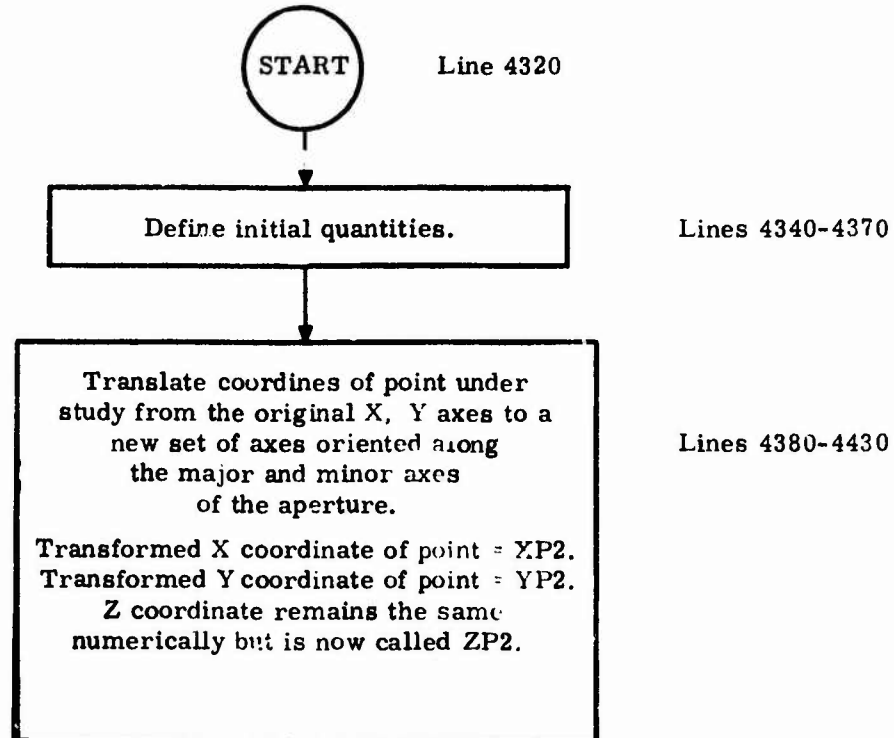 START Line 4320
Define initial quantities. Lines 4340-4370
Translate coordines of point under
study from the original X, Y axes to a
new set of axes oriented along Lines 4380-4430
the major and minor axes
of the aperture.
Transformed X coordinate of point = XP2.
Transformed Y coordinate of point = YP2.
Z coordinate remains the same
numerically but is now called ZP2.